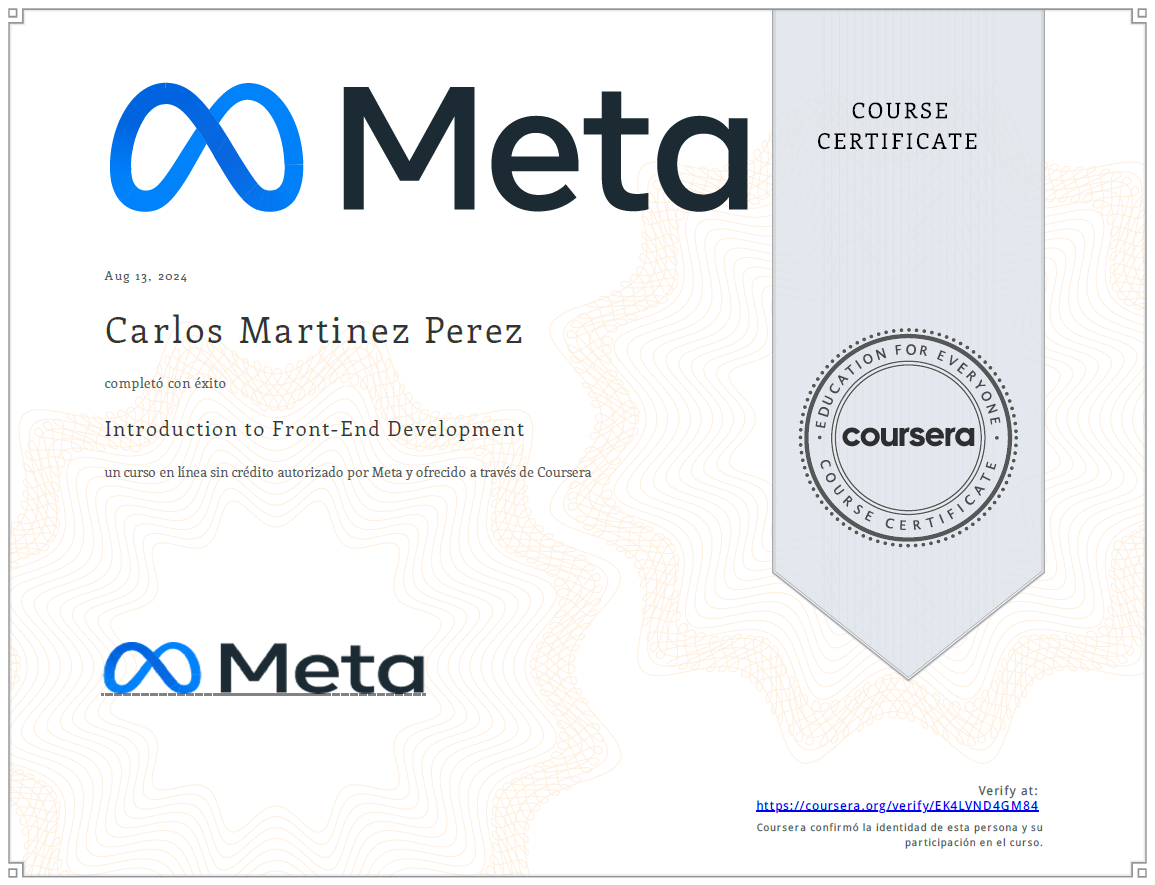 Meta
COURSE
CERTIFICATE
Aug 13, 2024
Carlos Martinez Perez
completó con éxito
Introduction to Front-End Development
un curso en línea sin crédito autorizado por Meta y ofrecido a través de Coursera
EDUCATION FOR EVERYONE
coursera
COURSE CERTIFICATE
Meta
Verify at:
https://coursera.org/verify/EK4LVND4GM84
Coursera confirmó la identidad de esta persona y su
participación en el curso.